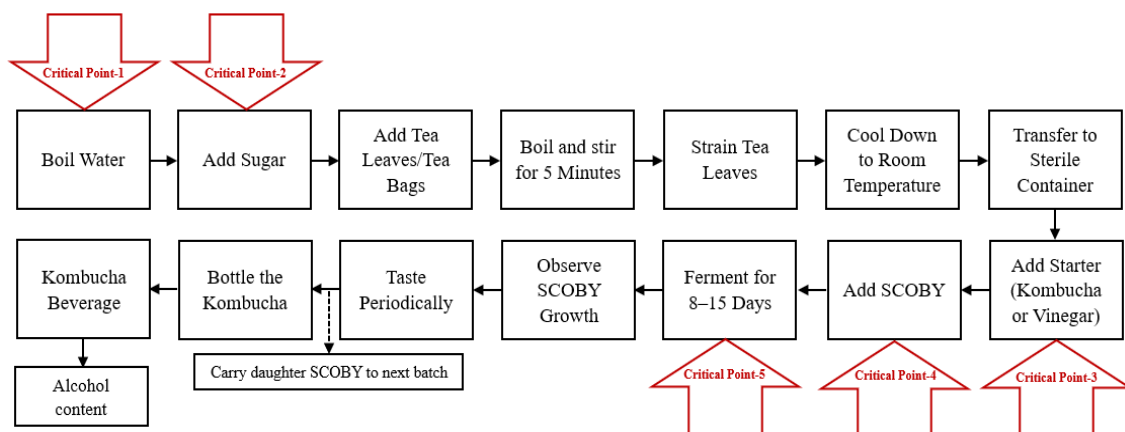 Critical Point-1
Critical Point-2
Boil Water
Add Sugar
Add Tea
Leaves/Tea
Bags
Boil and stir
for 5 Minutes
Strain Tea
Leaves
Cool Down
to Room
Temperature
Transfer to
Sterile
Container
Kombucha
Beverage
Bottle the
Kombucha
Taste
Periodically
Observe
SCOBY
Growth
Ferment for
8–15 Days
Add SCOBY
Add Starter
(Kombucha
or Vinegar)
Carry daughter SCOBY to next batch
Alcohol
content
Critical Point-5
Critical Point-4
Critical Point-3